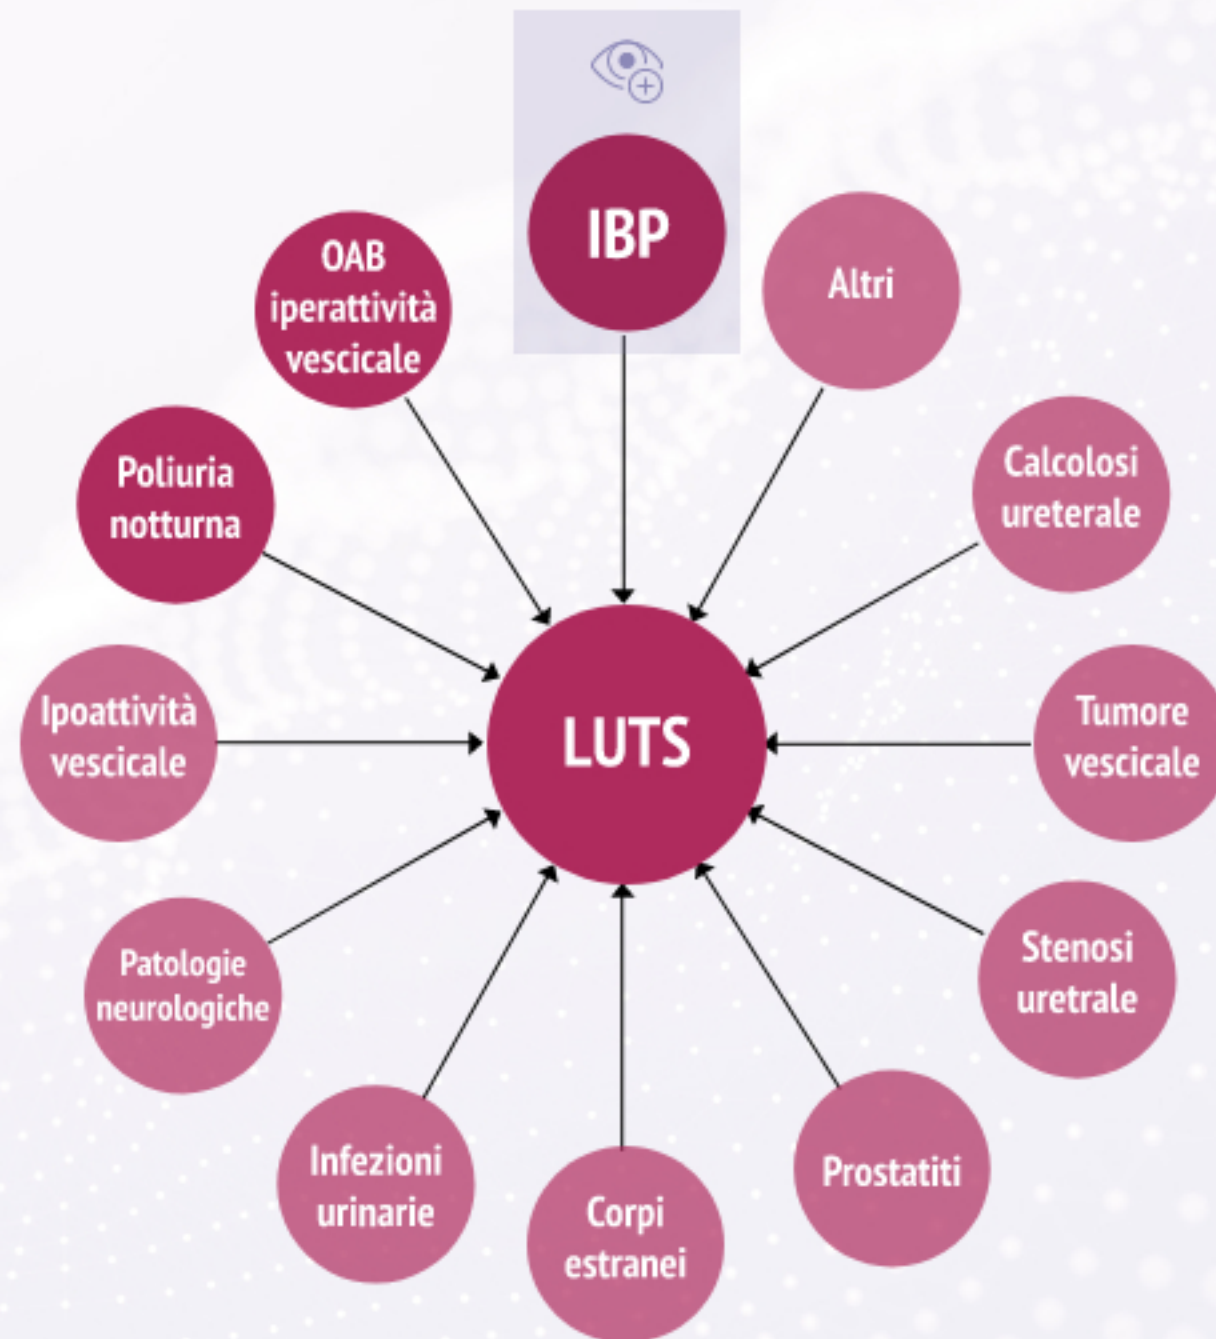 IBP
Altri
Calcolosi
ureterale
Tumore
vescicale
Stenosi
uretrale
Prostatiti
Corpi
estranei
Infezioni
urinarie
Patologie
neurologiche
Ipoattività
vescicale
Poliuria
notturna
OAB
iperattività
vescicale
LUTS